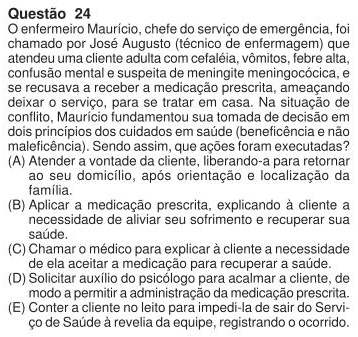 Questão 24
O enfermeiro Maurício, chefe do serviço de emergência, foi
chamado por José Augusto (técnico de enfermagem) que
atendeu uma cliente adulta com cefaléia, vômitos, febre alta,
confusão mental e suspeita de meningite meningocócica, e
se recusava a receber a medicação prescrita, ameaçando
deixar o serviço, para se tratar em casa. Na situação de
conflito, Maurício fundamentou sua tomada de decisão em
dois princípios dos cuidados em saúde (beneficência e não
maleficência). Sendo assim, que ações foram executadas?
(A) Atender a vontade da cliente, liberando-a para retornar
ao seu domicílio, após orientação e localização da
família.
(B) Aplicar a medicação prescrita, explicando à cliente a
necessidade de aliviar seu sofrimento e recuperar sua
saúde.
(C) Chamar o médico para explicar à cliente a necessidade
de ela aceitar a medicação para recuperar a saúde.
(D) Solicitar auxílio do psicólogo para acalmar a cliente, de
modo a permitir a administração da medicação prescrita.
(E) Conter a cliente no leito para impedi-la de sair do Servi-
ço de Saúde à revelia da equipe, registrando o ocorrido.